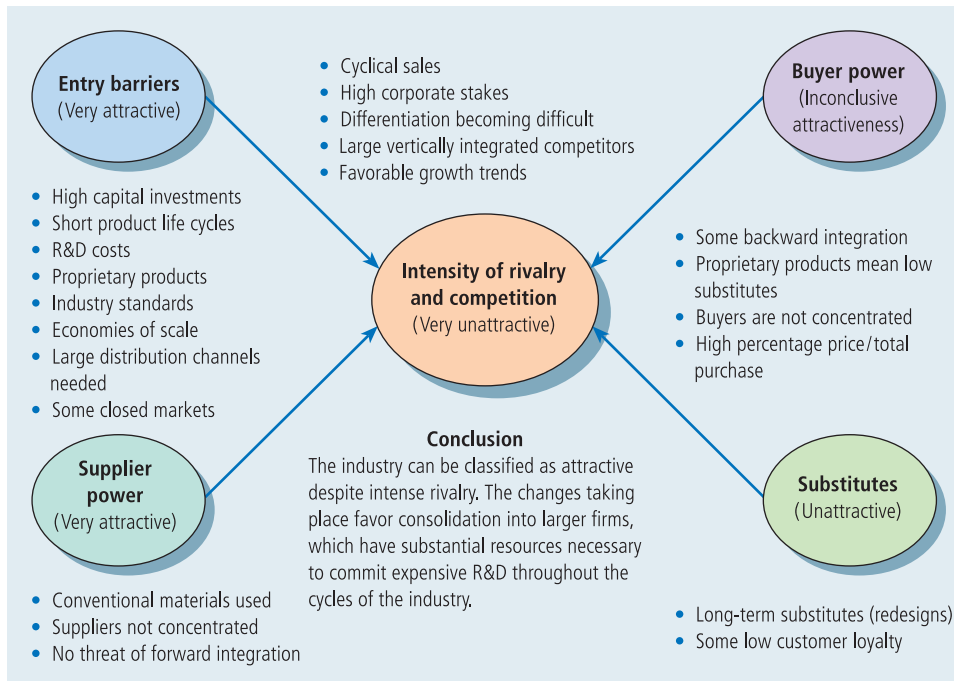 Entry barriers
(Very attractive)
• High capital investments
• Short product life cycles
• R&D costs
• Proprietary products
• Industry standards
• Economies of scale
• Large distribution channels
needed
• Some closed markets
• Cyclical sales
• High corporate stakes
• Differentiation becoming difficult
• Large vertically integrated competitors
• Favorable growth trends
Buyer power
(Inconclusive
attractiveness)
• Some backward integration
• Proprietary products mean low
substitutes
• Buyers are not concentrated
• High percentage price/total
purchase
Intensity of rivalry
and competition
(Very unattractive)
Supplier
power
(Very attractive)
• Conventional materials used
• Suppliers not concentrated
• No threat of forward integration
Conclusion
The industry can be classified as attractive
despite intense rivalry. The changes taking
place favor consolidation into larger firms,
which have substantial resources necessary
to commit expensive R&D throughout the
cycles of the industry.
Substitutes
(Unattractive)
• Long-term substitutes (redesigns)
• Some low customer loyalty